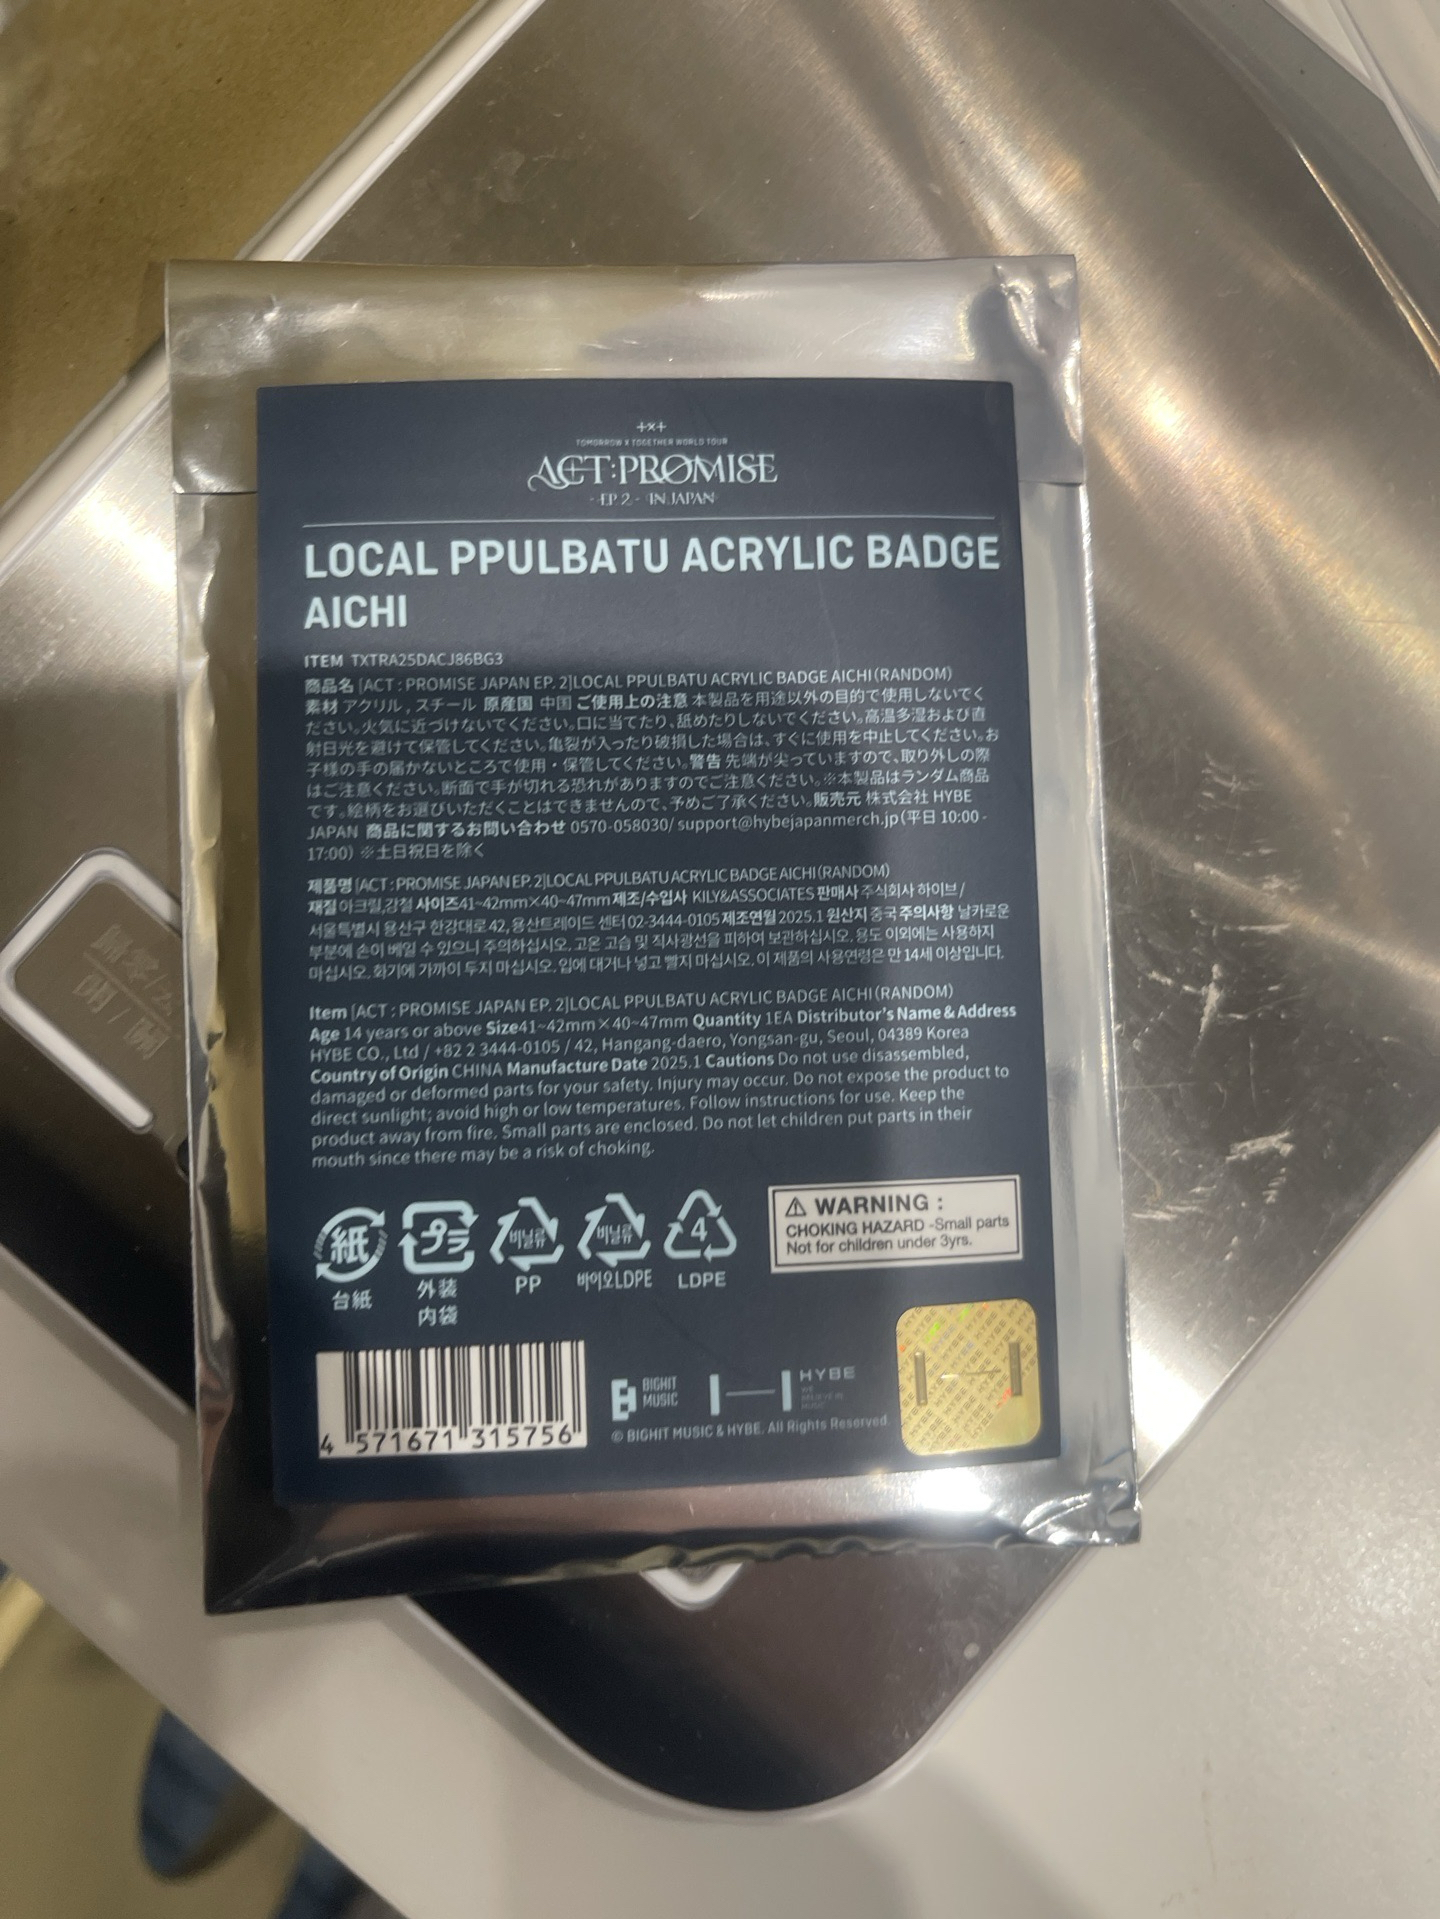 +x+
TOMORROW X TOGETHER WORLD TOUR
ACT:PROMISE
- EP 2 - IN JAPAN
LOCAL PPULBATU ACRYLIC BADGE
AICHI
ITEM TXTRA25DACJ86BG3
商品名 [ACT : PROMISE JAPAN EP. 2]LOCAL PPULBATU ACRYLIC BADGE AICHI(RANDOM)
素材 アクリル , スチール 原産国 中国 ご使用上の注意 本製品を用途以外の目的で使用しないでく
ださい。火気に近づけないでください。口に当てたり、舐めたりしないでください。高温多湿および直
射日光を避けて保管してください。亀裂が入ったり破損した場合は、すぐに使用を中止してください。お
子様の手の届かないところで使用・保管してください。警告 先端が尖っていますので、取り外しの際
はご注意ください。断面で手が切れる恐れがありますのでご注意ください。※本製品はランダム商品
です。絵柄をお選びいただくことはできませんので、予めご了承ください。販売元 株式会社 HYBE
JAPAN 商品に関するお問い合わせ 0570-058030/ support@hybejapanmerch.jp(平日 10:00 -
17:00) ※土日祝日を除く
제품명 [ACT : PROMISE JAPAN EP. 2]LOCAL PPULBATU ACRYLIC BADGE AICHI(RANDOM)
재질 아크릴,강철 사이즈41~42mm×40~47mm 제조/수입사 KILY&ASSOCIATES 판매사 주식회사 하이브 /
서울특별시 용산구 한강대로 42, 용산트레이드 센터 02-3444-0105 제조연월 2025.1 원산지 중국 주의사항 날카로운
부분에 손이 베일 수 있으니 주의하십시오. 고온 고습 및 직사광선을 피하여 보관하십시오. 용도 이외에는 사용하지
마십시오. 화기에 가까이 두지 마십시오. 입에 대거나 넣고 빨지 마십시오. 이 제품의 사용연령은 만 14세 이상입니다.
Item [ACT : PROMISE JAPAN EP. 2]LOCAL PPULBATU ACRYLIC BADGE AICHI(RANDOM)
Age 14 years or above Size41~42mm×40~47mm Quantity 1EA Distributor's Name & Address
HYBE CO., Ltd / +82 2 3444-0105 / 42, Hangang-daero, Yongsan-gu, Seoul, 04389 Korea
Country of Origin CHINA Manufacture Date 2025.1 Cautions Do not use disassembled,
damaged or deformed parts for your safety. Injury may occur. Do not expose the product to
direct sunlight; avoid high or low temperatures. Follow instructions for use. Keep the
product away from fire. Small parts are enclosed. Do not let children put parts in their
mouth since there may be a risk of choking.
紙 プラ 비닐류 비닐류 4
台紙 外装 PP 바이오LDPE LDPE
内袋
⚠ WARNING :
CHOKING HAZARD -Small parts
Not for children under 3yrs.
4 571671 315756
BIGHIT
MUSIC
HYBE
© BIGHIT MUSIC & HYBE. All Rights Reserved.